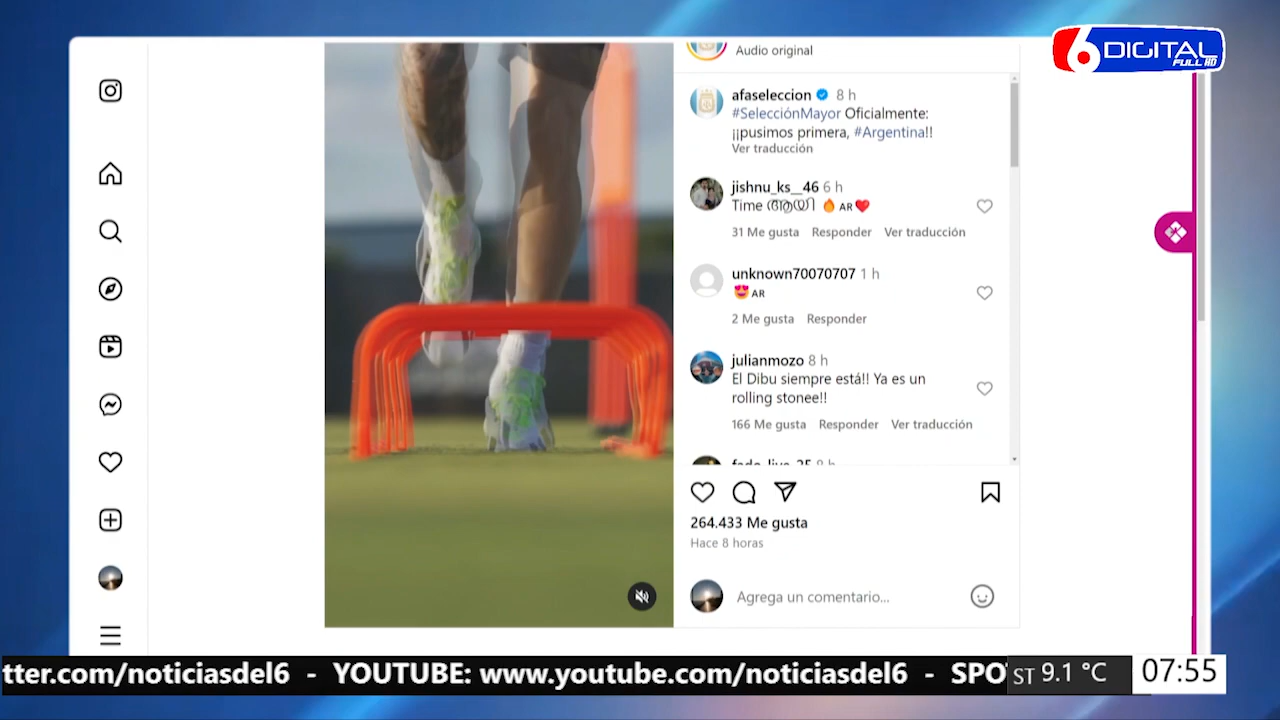 6 DIGITAL
FULL HD
Audio original
afaseleccion 8 h
#SelecciónMayor Oficialmente:
¡¡pusimos primera, #Argentina!!
Ver traducción
jishnu_ks__46 6 h
Time ആയി 🔥 AR❤️
31 Me gusta Responder Ver traducción
unknown70070707 1 h
😍 AR
2 Me gusta Responder
julianmozo 8 h
El Dibu siempre está!! Ya es un
rolling stonee!!
166 Me gusta Responder Ver traducción
264.433 Me gusta
Hace 8 horas
Agrega un comentario...
tter.com/noticiasdel6 - YOUTUBE: www.youtube.com/noticiasdel6 - SPO
ST 9.1 °C
07:55